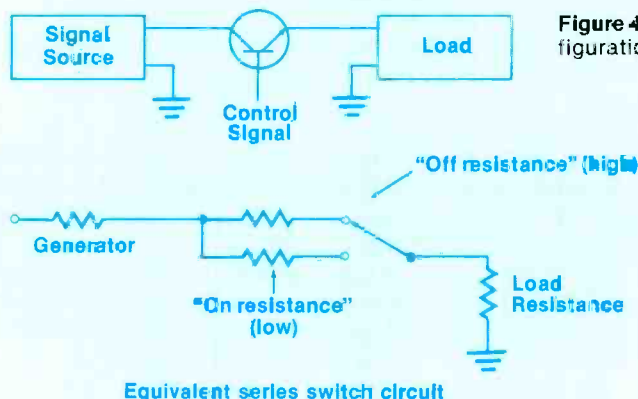 Signal
Source
Load
Control
Signal
Figure 4
figuratio
"Off resistance" (high)
Generator
"On resistance"
(low)
Load
Resistance
Equivalent series switch circuit